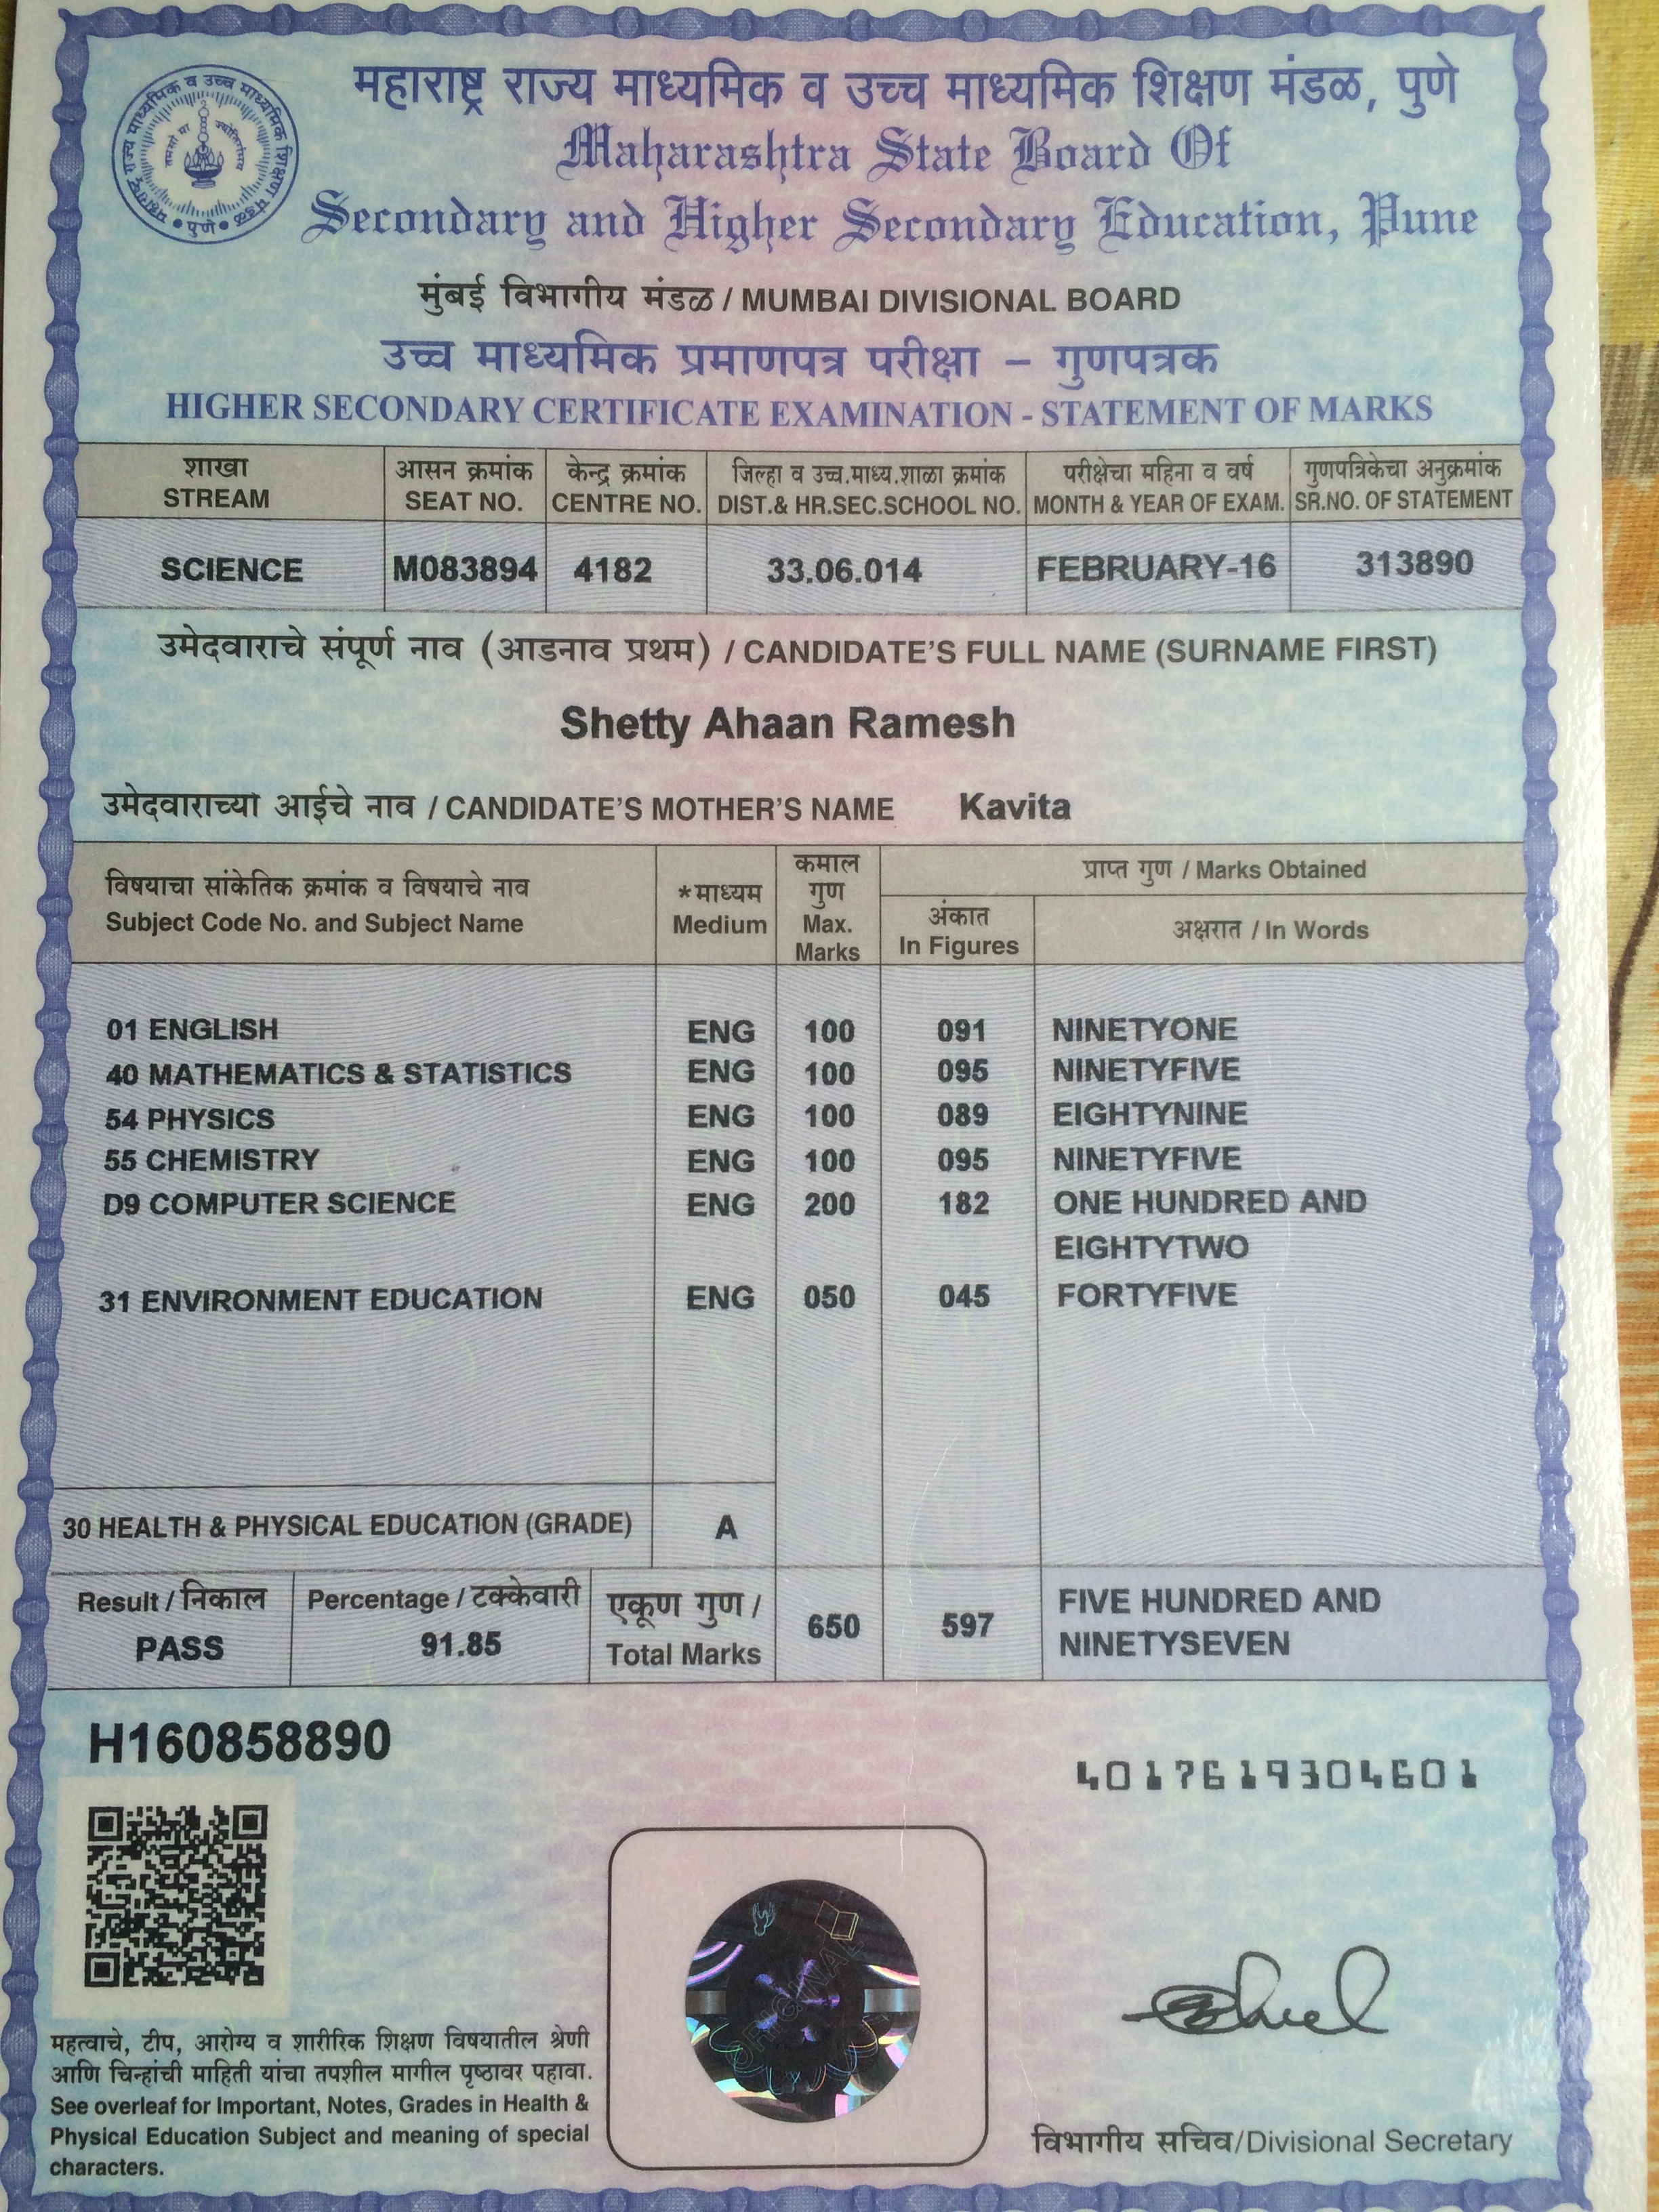 महाराष्ट्र राज्य माध्यमिक व उच्च माध्यमिक शिक्षण मंडळ, पुणे
Maharashtra State Board Of
Secondary and Higher Secondary Education, Pune
महाराष्ट्र राज्य माध्यमिक व उच्च माध्यमिक शिक्षण मंडळ
पुणे
तमसो मा ज्योतिर्गमय
मुंबई विभागीय मंडळ / MUMBAI DIVISIONAL BOARD
उच्च माध्यमिक प्रमाणपत्र परीक्षा – गुणपत्रक
HIGHER SECONDARY CERTIFICATE EXAMINATION - STATEMENT OF MARKS
शाखा आसन क्रमांक केन्द्र क्रमांक जिल्हा व उच्च.माध्य.शाळा क्रमांक परीक्षेचा महिना व वर्ष गुणपत्रिकेचा अनुक्रमांक
STREAM SEAT NO. CENTRE NO. DIST.& HR.SEC.SCHOOL NO. MONTH & YEAR OF EXAM. SR.NO. OF STATEMENT
SCIENCE M083894 4182 33.06.014 FEBRUARY-16 313890
उमेदवाराचे संपूर्ण नाव (आडनाव प्रथम) / CANDIDATE'S FULL NAME (SURNAME FIRST)
Shetty Ahaan Ramesh
उमेदवाराच्या आईचे नाव / CANDIDATE'S MOTHER'S NAME Kavita
विषयाचा सांकेतिक क्रमांक व विषयाचे नाव
Subject Code No. and Subject Name
*माध्यम
Medium
कमाल
गुण
Max.
Marks
प्राप्त गुण / Marks Obtained
अंकात
In Figures
अक्षरात / In Words
01 ENGLISH ENG 100 091 NINETYONE
40 MATHEMATICS & STATISTICS ENG 100 095 NINETYFIVE
54 PHYSICS ENG 100 089 EIGHTYNINE
55 CHEMISTRY ENG 100 095 NINETYFIVE
D9 COMPUTER SCIENCE ENG 200 182 ONE HUNDRED AND
EIGHTYTWO
31 ENVIRONMENT EDUCATION ENG 050 045 FORTYFIVE
30 HEALTH & PHYSICAL EDUCATION (GRADE) A
Result / निकाल
PASS
Percentage / टक्केवारी
91.85
एकूण गुण /
Total Marks
650
597
FIVE HUNDRED AND
NINETYSEVEN
H160858890
4017619304601
ORIGINAL
महत्वाचे, टीप, आरोग्य व शारीरिक शिक्षण विषयातील श्रेणी
आणि चिन्हांची माहिती यांचा तपशील मागील पृष्ठावर पहावा.
See overleaf for Important, Notes, Grades in Health &
Physical Education Subject and meaning of special
characters.
विभागीय सचिव/Divisional Secretary